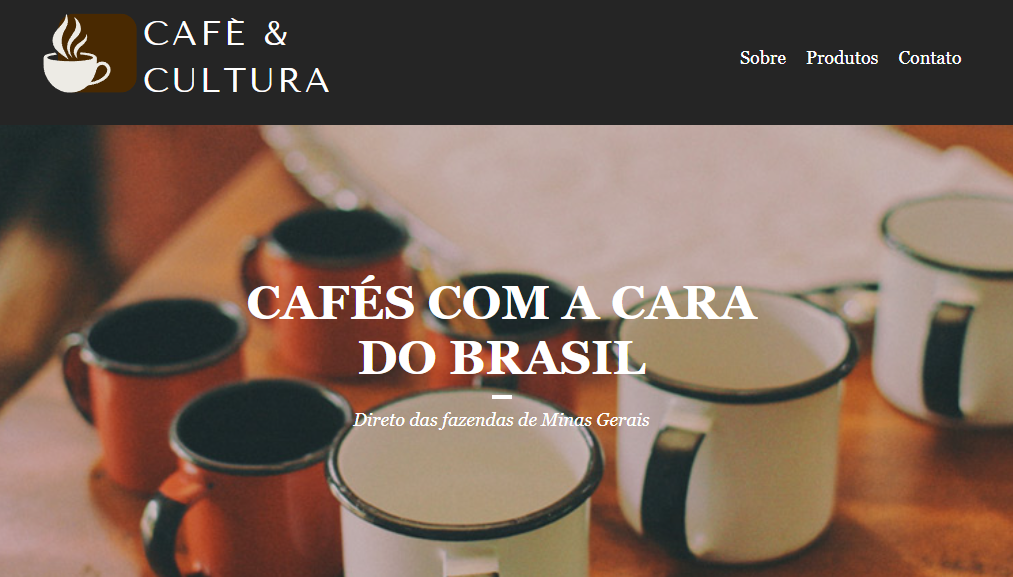 CAFÈ &
CULTURA
Sobre Produtos Contato
CAFÉS COM A CARA
DO BRASIL
Direto das fazendas de Minas Gerais